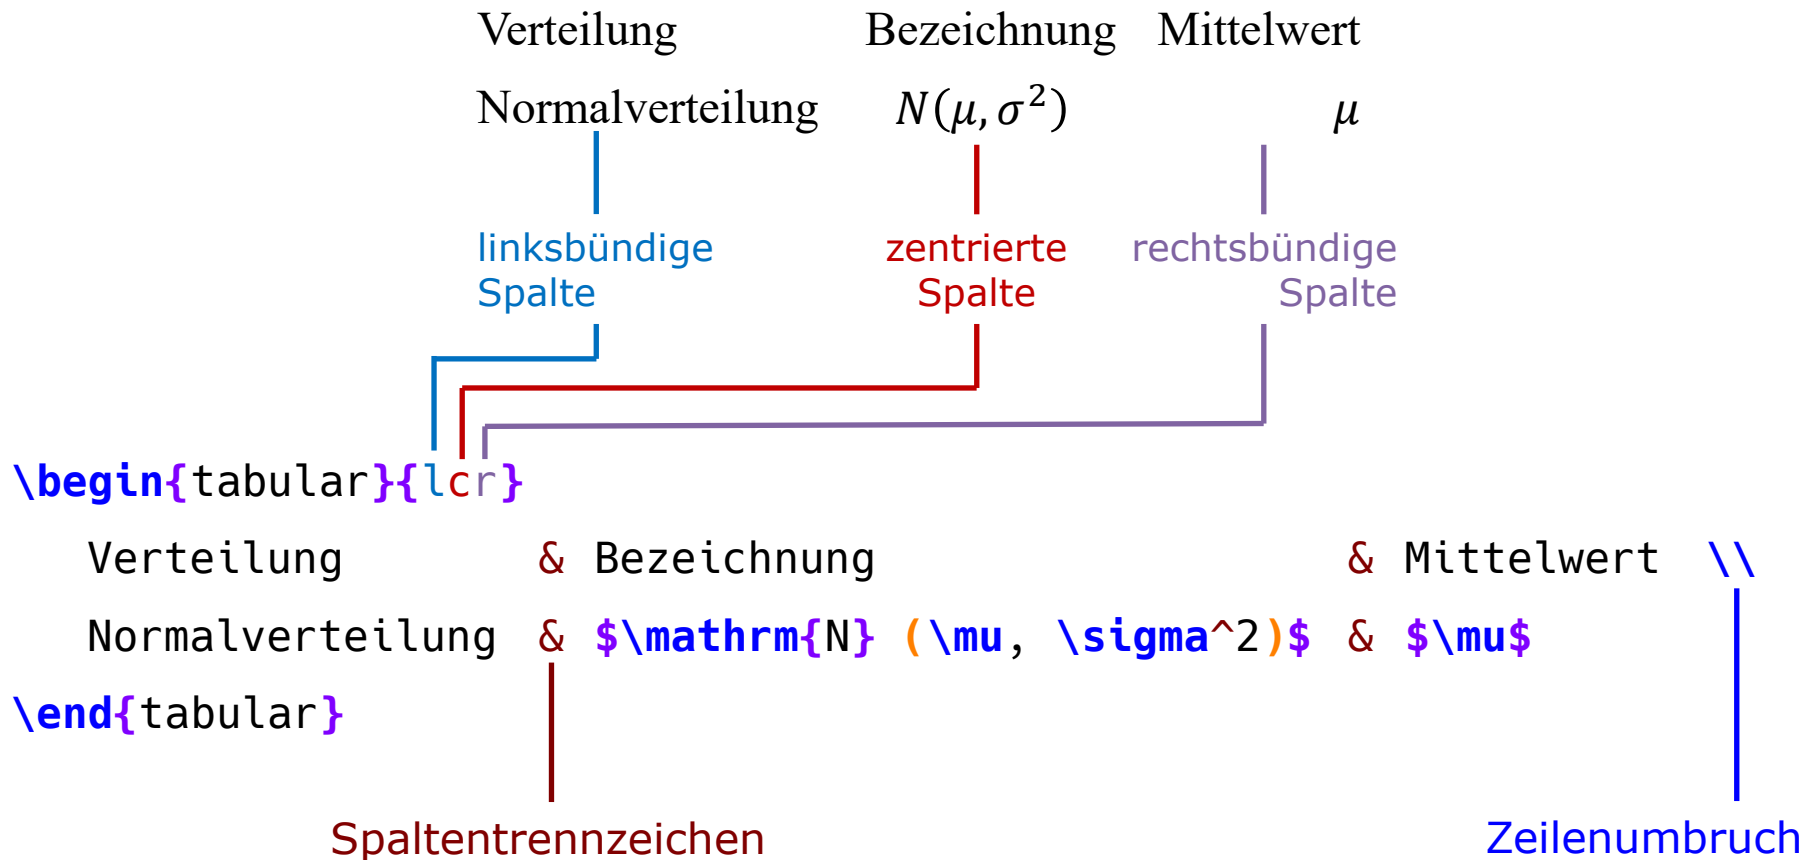 Verteilung Bezeichnung Mittelwert
Normalverteilung N(μ, σ²) μ
linksbündige zentrierte rechtsbündige
Spalte Spalte Spalte
\begin{tabular}{lcr}
Verteilung & Bezeichnung & Mittelwert \\
Normalverteilung & $\mathrm{N} (\mu, \sigma^2)$ & $\mu$
\end{tabular}
Spaltentrennzeichen Zeilenumbruch